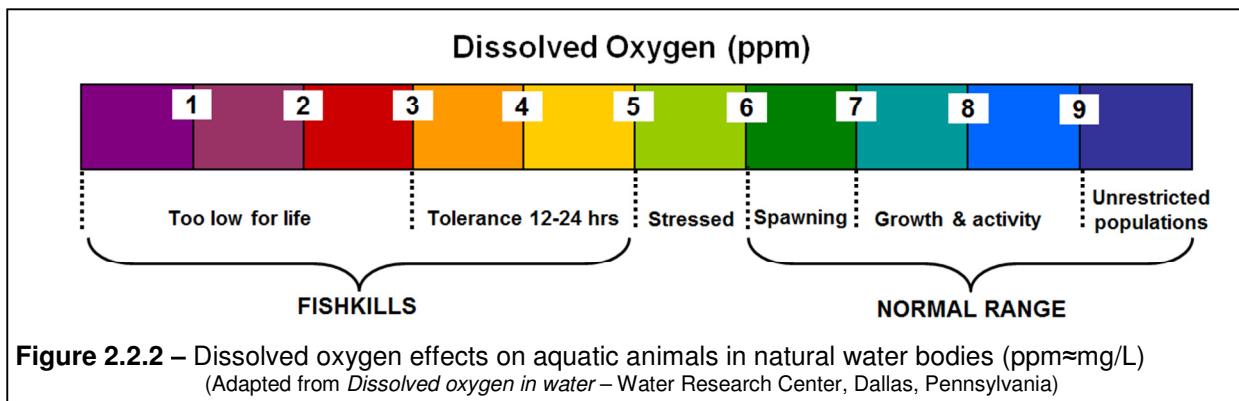 Dissolved Oxygen (ppm)
1 2 3 4 5 6 7 8 9
Too low for life Tolerance 12-24 hrs Stressed Spawning Growth & activity Unrestricted
populations
FISHKILLS NORMAL RANGE
Figure 2.2.2 – Dissolved oxygen effects on aquatic animals in natural water bodies (ppm≈mg/L)
(Adapted from Dissolved oxygen in water – Water Research Center, Dallas, Pennsylvania)